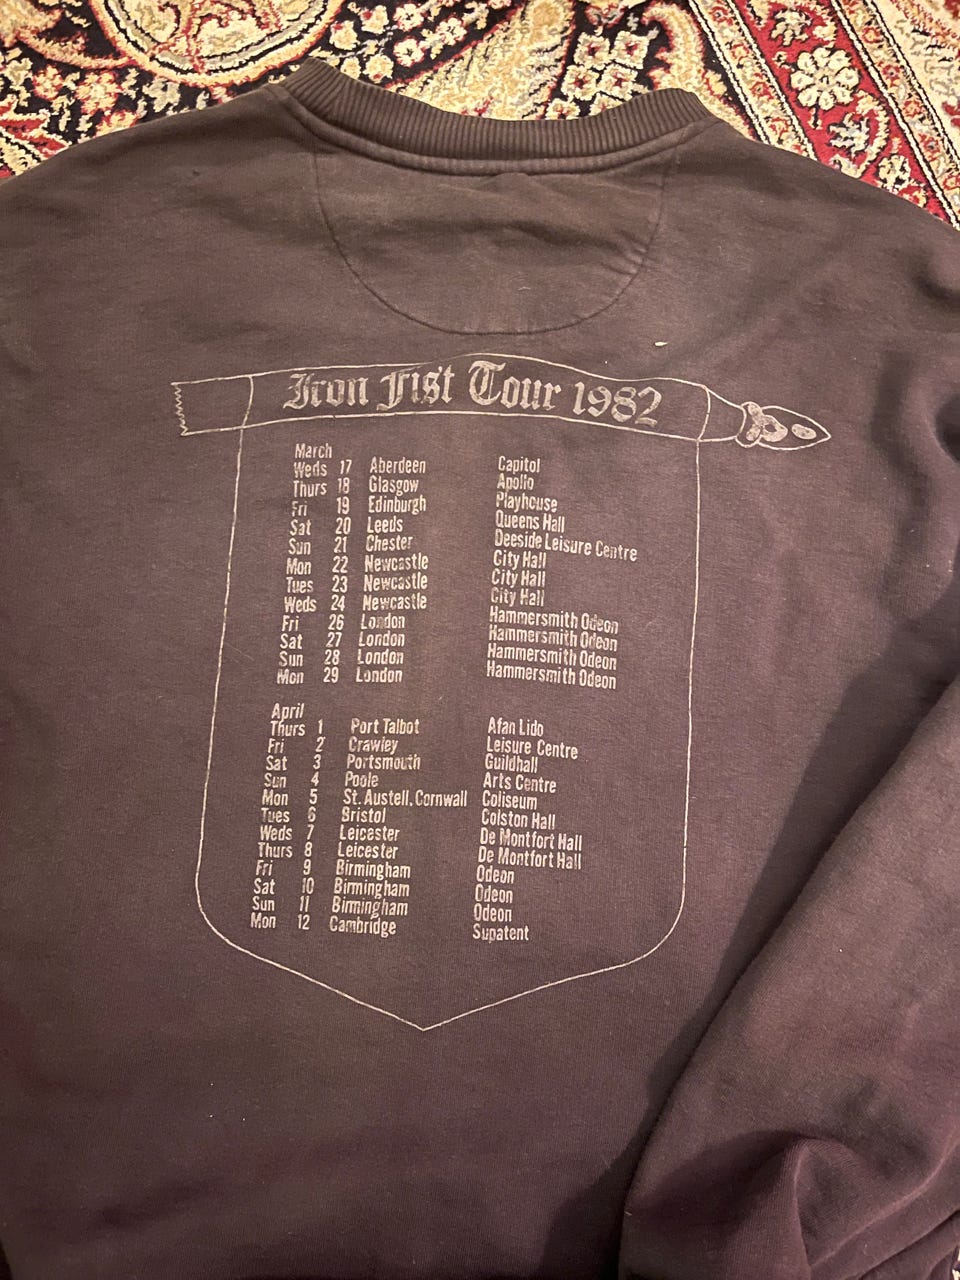 Iron Fist Tour 1982
March
Weds 17 Aberdeen Capitol
Thurs 18 Glasgow Apollo
Fri 19 Edinburgh Playhouse
Sat 20 Leeds Queens Hall
Sun 21 Chester Deeside Leisure Centre
Mon 22 Newcastle City Hall
Tues 23 Newcastle City Hall
Weds 24 Newcastle City Hall
Fri 26 London Hammersmith Odeon
Sat 27 London Hammersmith Odeon
Sun 28 London Hammersmith Odeon
Mon 29 London Hammersmith Odeon
April
Thurs 1 Port Talbot Afan Lido
Fri 2 Crawley Leisure Centre
Sat 3 Portsmouth Guildhall
Sun 4 Poole Arts Centre
Mon 5 St. Austell, Cornwall Coliseum
Tues 6 Bristol Colston Hall
Weds 7 Leicester De Montfort Hall
Thurs 8 Leicester De Montfort Hall
Fri 9 Birmingham Odeon
Sat 10 Birmingham Odeon
Sun 11 Birmingham Odeon
Mon 12 Cambridge Supatent